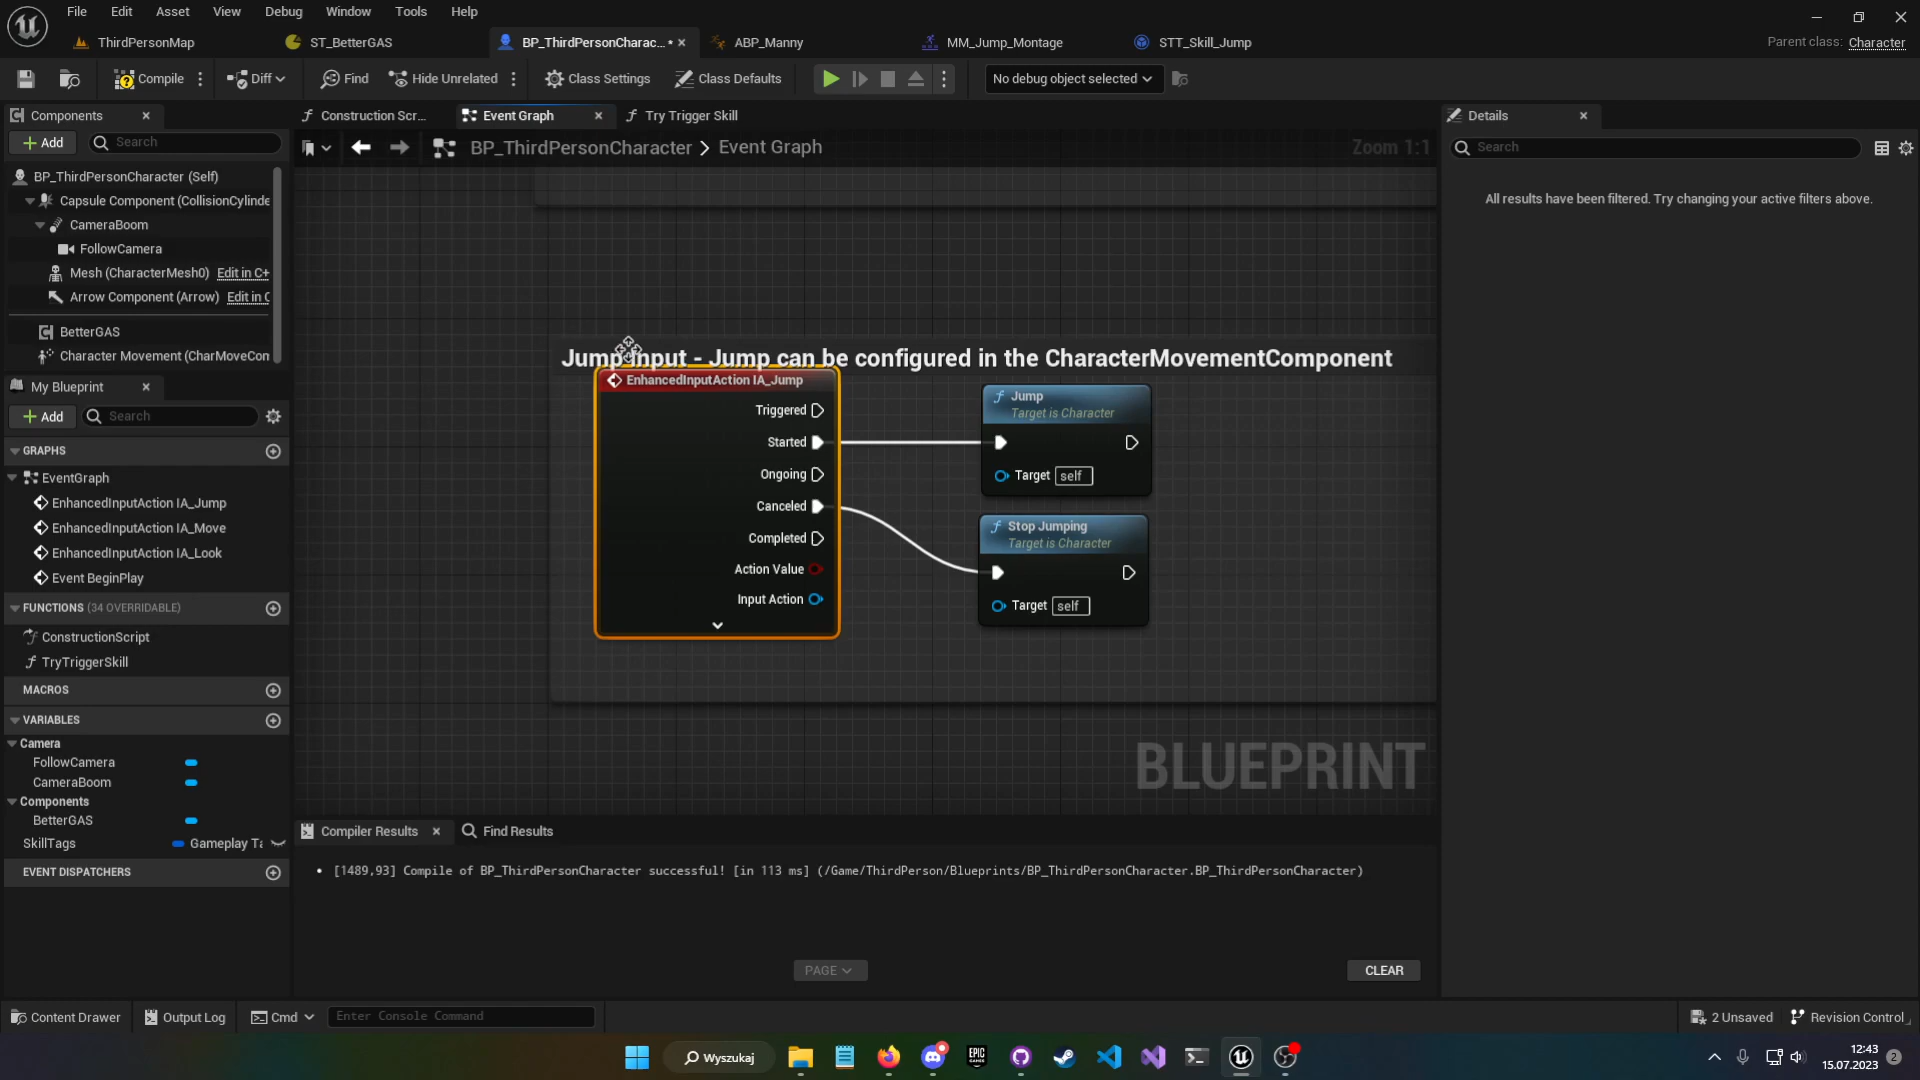 File Edit Asset View Debug Window Tools Help
ThirdPersonMap ST_BetterGAS BP_ThirdPersonCharac... • ABP_Manny MM_Jump_Montage STT_Skill_Jump Parent class: Character
Compile Diff Find Hide Unrelated Class Settings Class Defaults No debug object selected
Components Construction Scr... Event Graph Try Trigger Skill Details
+ Add Search
BP_ThirdPersonCharacter > Event Graph Zoom 1:1
Search
BP_ThirdPersonCharacter (Self)
All results have been filtered. Try changing your active filters above.
Capsule Component (CollisionCylinde
CameraBoom
FollowCamera
Mesh (CharacterMesh0) Edit in C+
Arrow Component (Arrow) Edit in C
BetterGAS
Character Movement (CharMoveCom
My Blueprint
+ Add Search
GRAPHS
EventGraph
EnhancedInputAction IA_Jump
EnhancedInputAction IA_Move
EnhancedInputAction IA_Look
Event BeginPlay
FUNCTIONS (34 OVERRIDABLE)
ConstructionScript
TryTriggerSkill
MACROS
VARIABLES
Camera
FollowCamera
CameraBoom
Components
BetterGAS
SkillTags Gameplay Ta
EVENT DISPATCHERS
Jump Input - Jump can be configured in the CharacterMovementComponent
EnhancedInputAction IA_Jump
Triggered
Started
Ongoing
Canceled
Completed
Action Value
Input Action
Jump
Target is Character
Target self
Stop Jumping
Target is Character
Target self
BLUEPRINT
Compiler Results Find Results
• [1489,93] Compile of BP_ThirdPersonCharacter successful! [in 113 ms] (/Game/ThirdPerson/Blueprints/BP_ThirdPersonCharacter.BP_ThirdPersonCharacter)
PAGE CLEAR
Content Drawer Output Log Cmd Enter Console Command 2 Unsaved Revision Control
Wyszukaj EPIC GAMES 12:43
15.07.2023 2